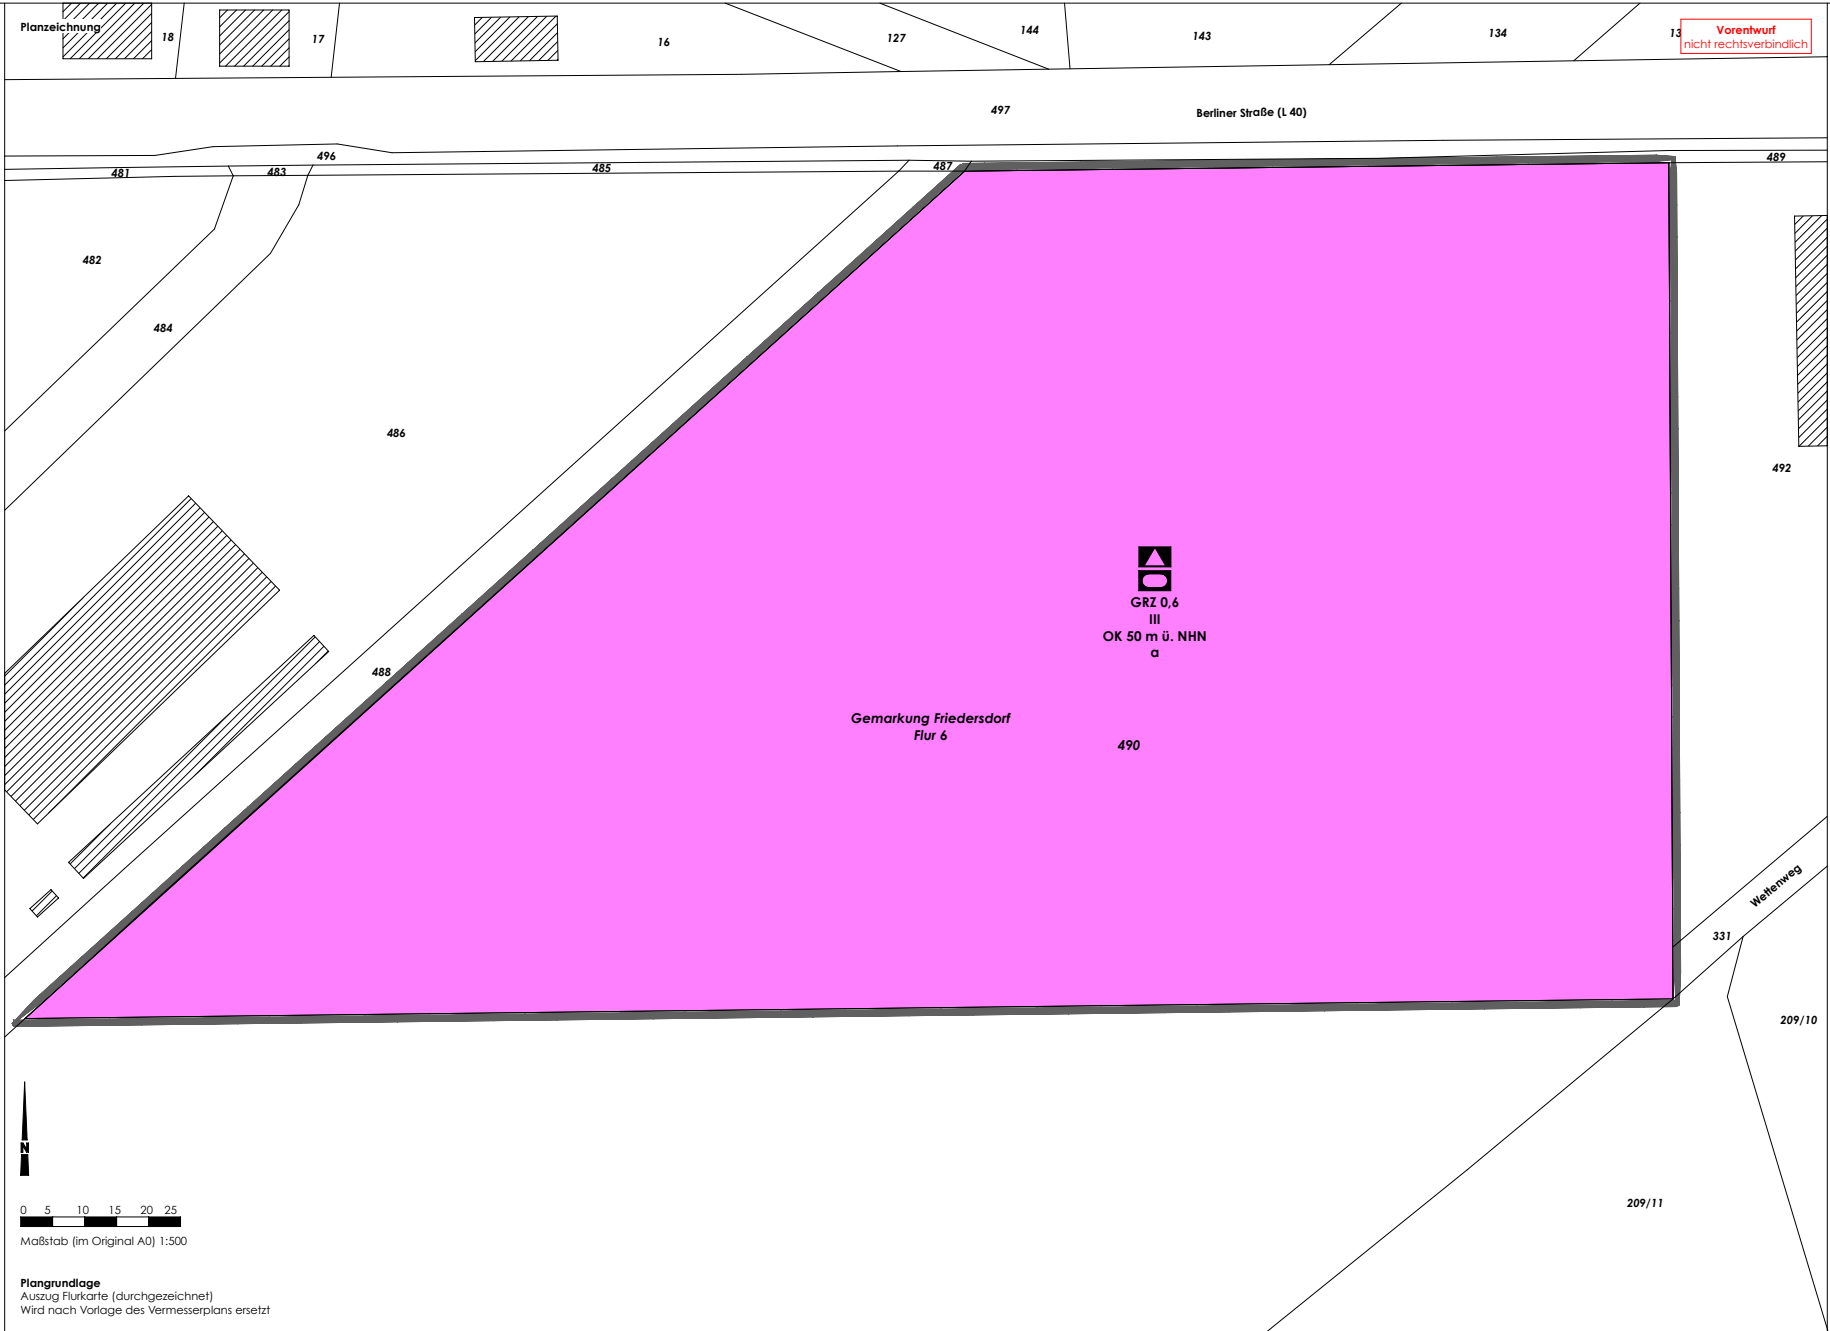 Planzeichnung
18
17
16
127
144
143
134
13
Vorentwurf
nicht rechtsverbindlich
497
Berliner Straße (L 40)
496
481
483
485
487
489
482
484
486
492
GRZ 0,6
III
OK 50 m ü. NHN
a
488
Gemarkung Friedersdorf
Flur 6
490
Wettenweg
331
209/10
N
209/11
0 5 10 15 20 25
Maßstab (im Original A0) 1:500
Plangrundlage
Auszug Flurkarte (durchgezeichnet)
Wird nach Vorlage des Vermesserplans ersetzt